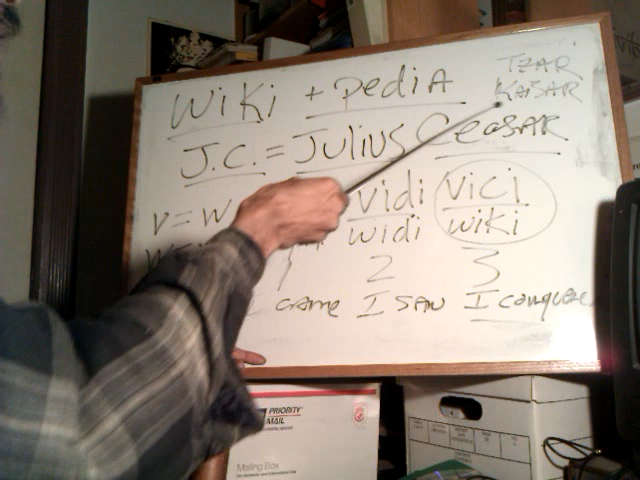 WiKi + PediA
TZAR
KAISAR
J.C. = Julius CeasAR
V = W
vidi
vici
widi
wiki
1 2 3
came I SAW I conquer
PRIORITY
MAIL
Mailing Box